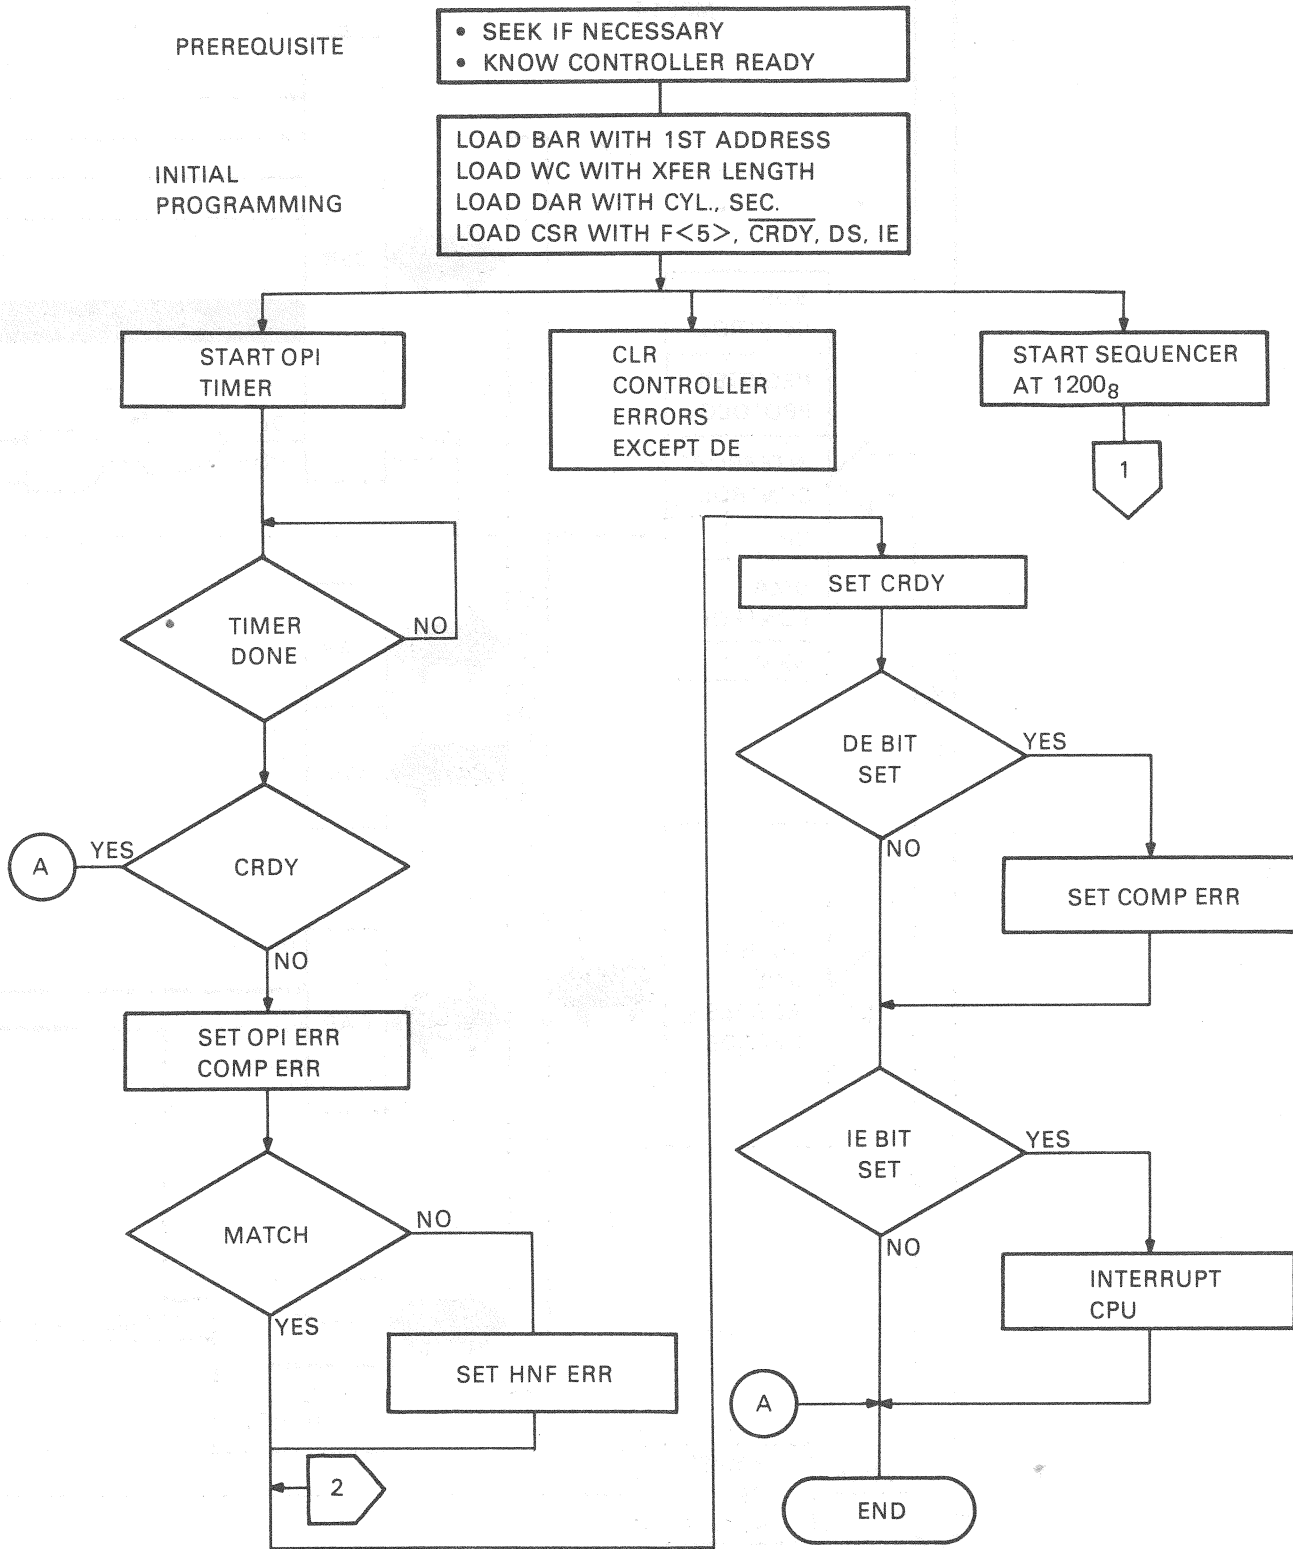 PREREQUISITE
• SEEK IF NECESSARY
• KNOW CONTROLLER READY
INITIAL
PROGRAMMING
LOAD BAR WITH 1ST ADDRESS
LOAD WC WITH XFER LENGTH
LOAD DAR WITH CYL., SEC.
LOAD CSR WITH F<5>, C̅R̅D̅Y̅, DS, IE
START OPI
TIMER
CLR
CONTROLLER
ERRORS
EXCEPT DE
START SEQUENCER
AT 1200₈
1
TIMER
DONE
NO
CRDY
YES
A
NO
SET OPI ERR
COMP ERR
MATCH
NO
YES
SET HNF ERR
2
SET CRDY
DE BIT
SET
YES
NO
SET COMP ERR
IE BIT
SET
YES
NO
INTERRUPT
CPU
A
END